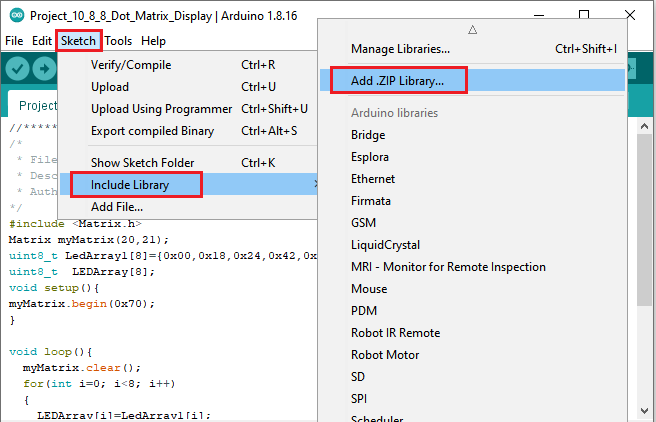 Project_10_8_8_Dot_Matrix_Display | Arduino 1.8.16
File Edit Sketch Tools Help
Project
Verify/Compile Ctrl+R
Upload Ctrl+U
Upload Using Programmer Ctrl+Shift+U
Export compiled Binary Ctrl+Alt+S
Show Sketch Folder Ctrl+K
Include Library
Add File...
Manage Libraries... Ctrl+Shift+I
Add .ZIP Library...
Arduino libraries
Bridge
Esplora
Ethernet
Firmata
GSM
LiquidCrystal
MRI - Monitor for Remote Inspection
Mouse
PDM
Robot IR Remote
Robot Motor
SD
SPI
Scheduler
//*****
/*
* File
* Desc
* Auth
*/
#include <Matrix.h>
Matrix myMatrix(20,21);
uint8_t LedArray1[8]={0x00,0x18,0x24,0x42,0x
uint8_t  LEDArray[8];
void setup(){
myMatrix.begin(0x70);
}
void loop(){
myMatrix.clear();
for(int i=0; i<8; i++)
{
LEDArray[i]=LedArray1[i];